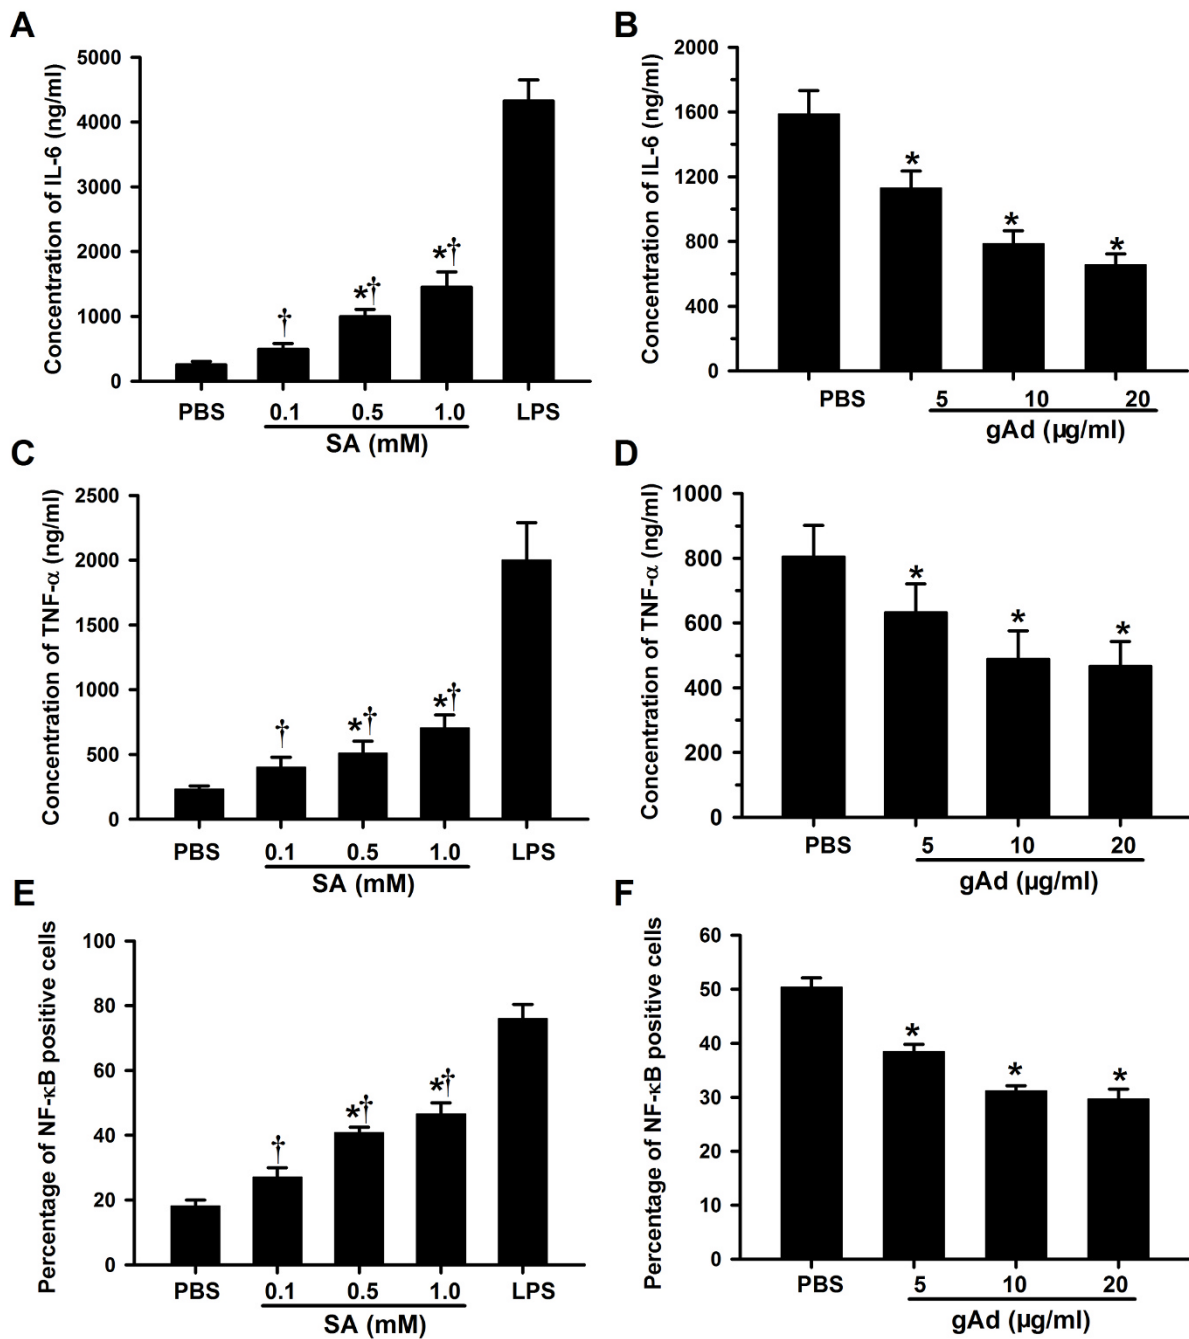 A
Concentration of IL-6 (ng/ml)
5000
4000
3000
2000
1000
0
†
*†
*†
PBS 0.1 0.5 1.0 LPS
SA (mM)
B
Concentration of IL-6 (ng/ml)
2000
1600
1200
800
400
0
*
*
*
PBS 5 10 20
gAd (µg/ml)
C
Concentration of TNF-α (ng/ml)
2500
2000
1500
1000
500
0
†
*†
*†
PBS 0.1 0.5 1.0 LPS
SA (mM)
D
Concentration of TNF-α (ng/ml)
1000
800
600
400
200
0
*
*
*
PBS 5 10 20
gAd (µg/ml)
E
Percentage of NF-κB positive cells
100
80
60
40
20
0
†
*†
*†
PBS 0.1 0.5 1.0 LPS
SA (mM)
F
Percentage of NF-κB positive cells
60
50
40
30
20
10
0
*
*
*
PBS 5 10 20
gAd (µg/ml)